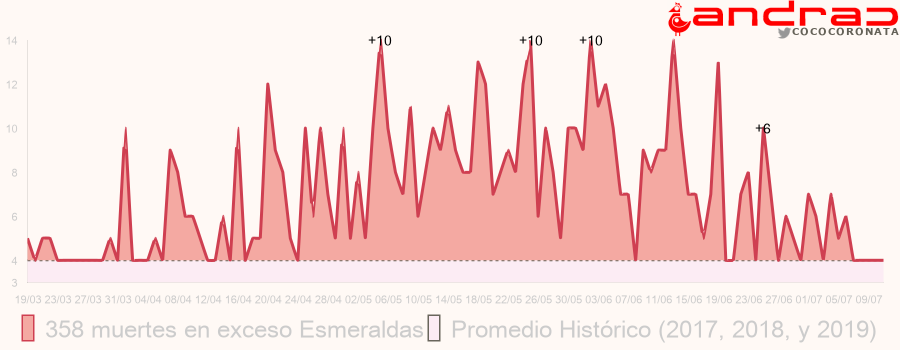 andrab
COCOCORONATA
+10 +10 +10
+6
14
12
10
8
6
4
3
19/03 23/03 27/03 31/03 04/04 08/04 12/04 16/04 20/04 24/04 28/04 02/05 06/05 10/05 14/05 18/05 22/05 26/05 30/05 03/06 07/06 11/06 15/06 19/06 23/06 27/06 01/07 05/07 09/07
358 muertes en exceso Esmeraldas Promedio Histórico (2017, 2018, y 2019)